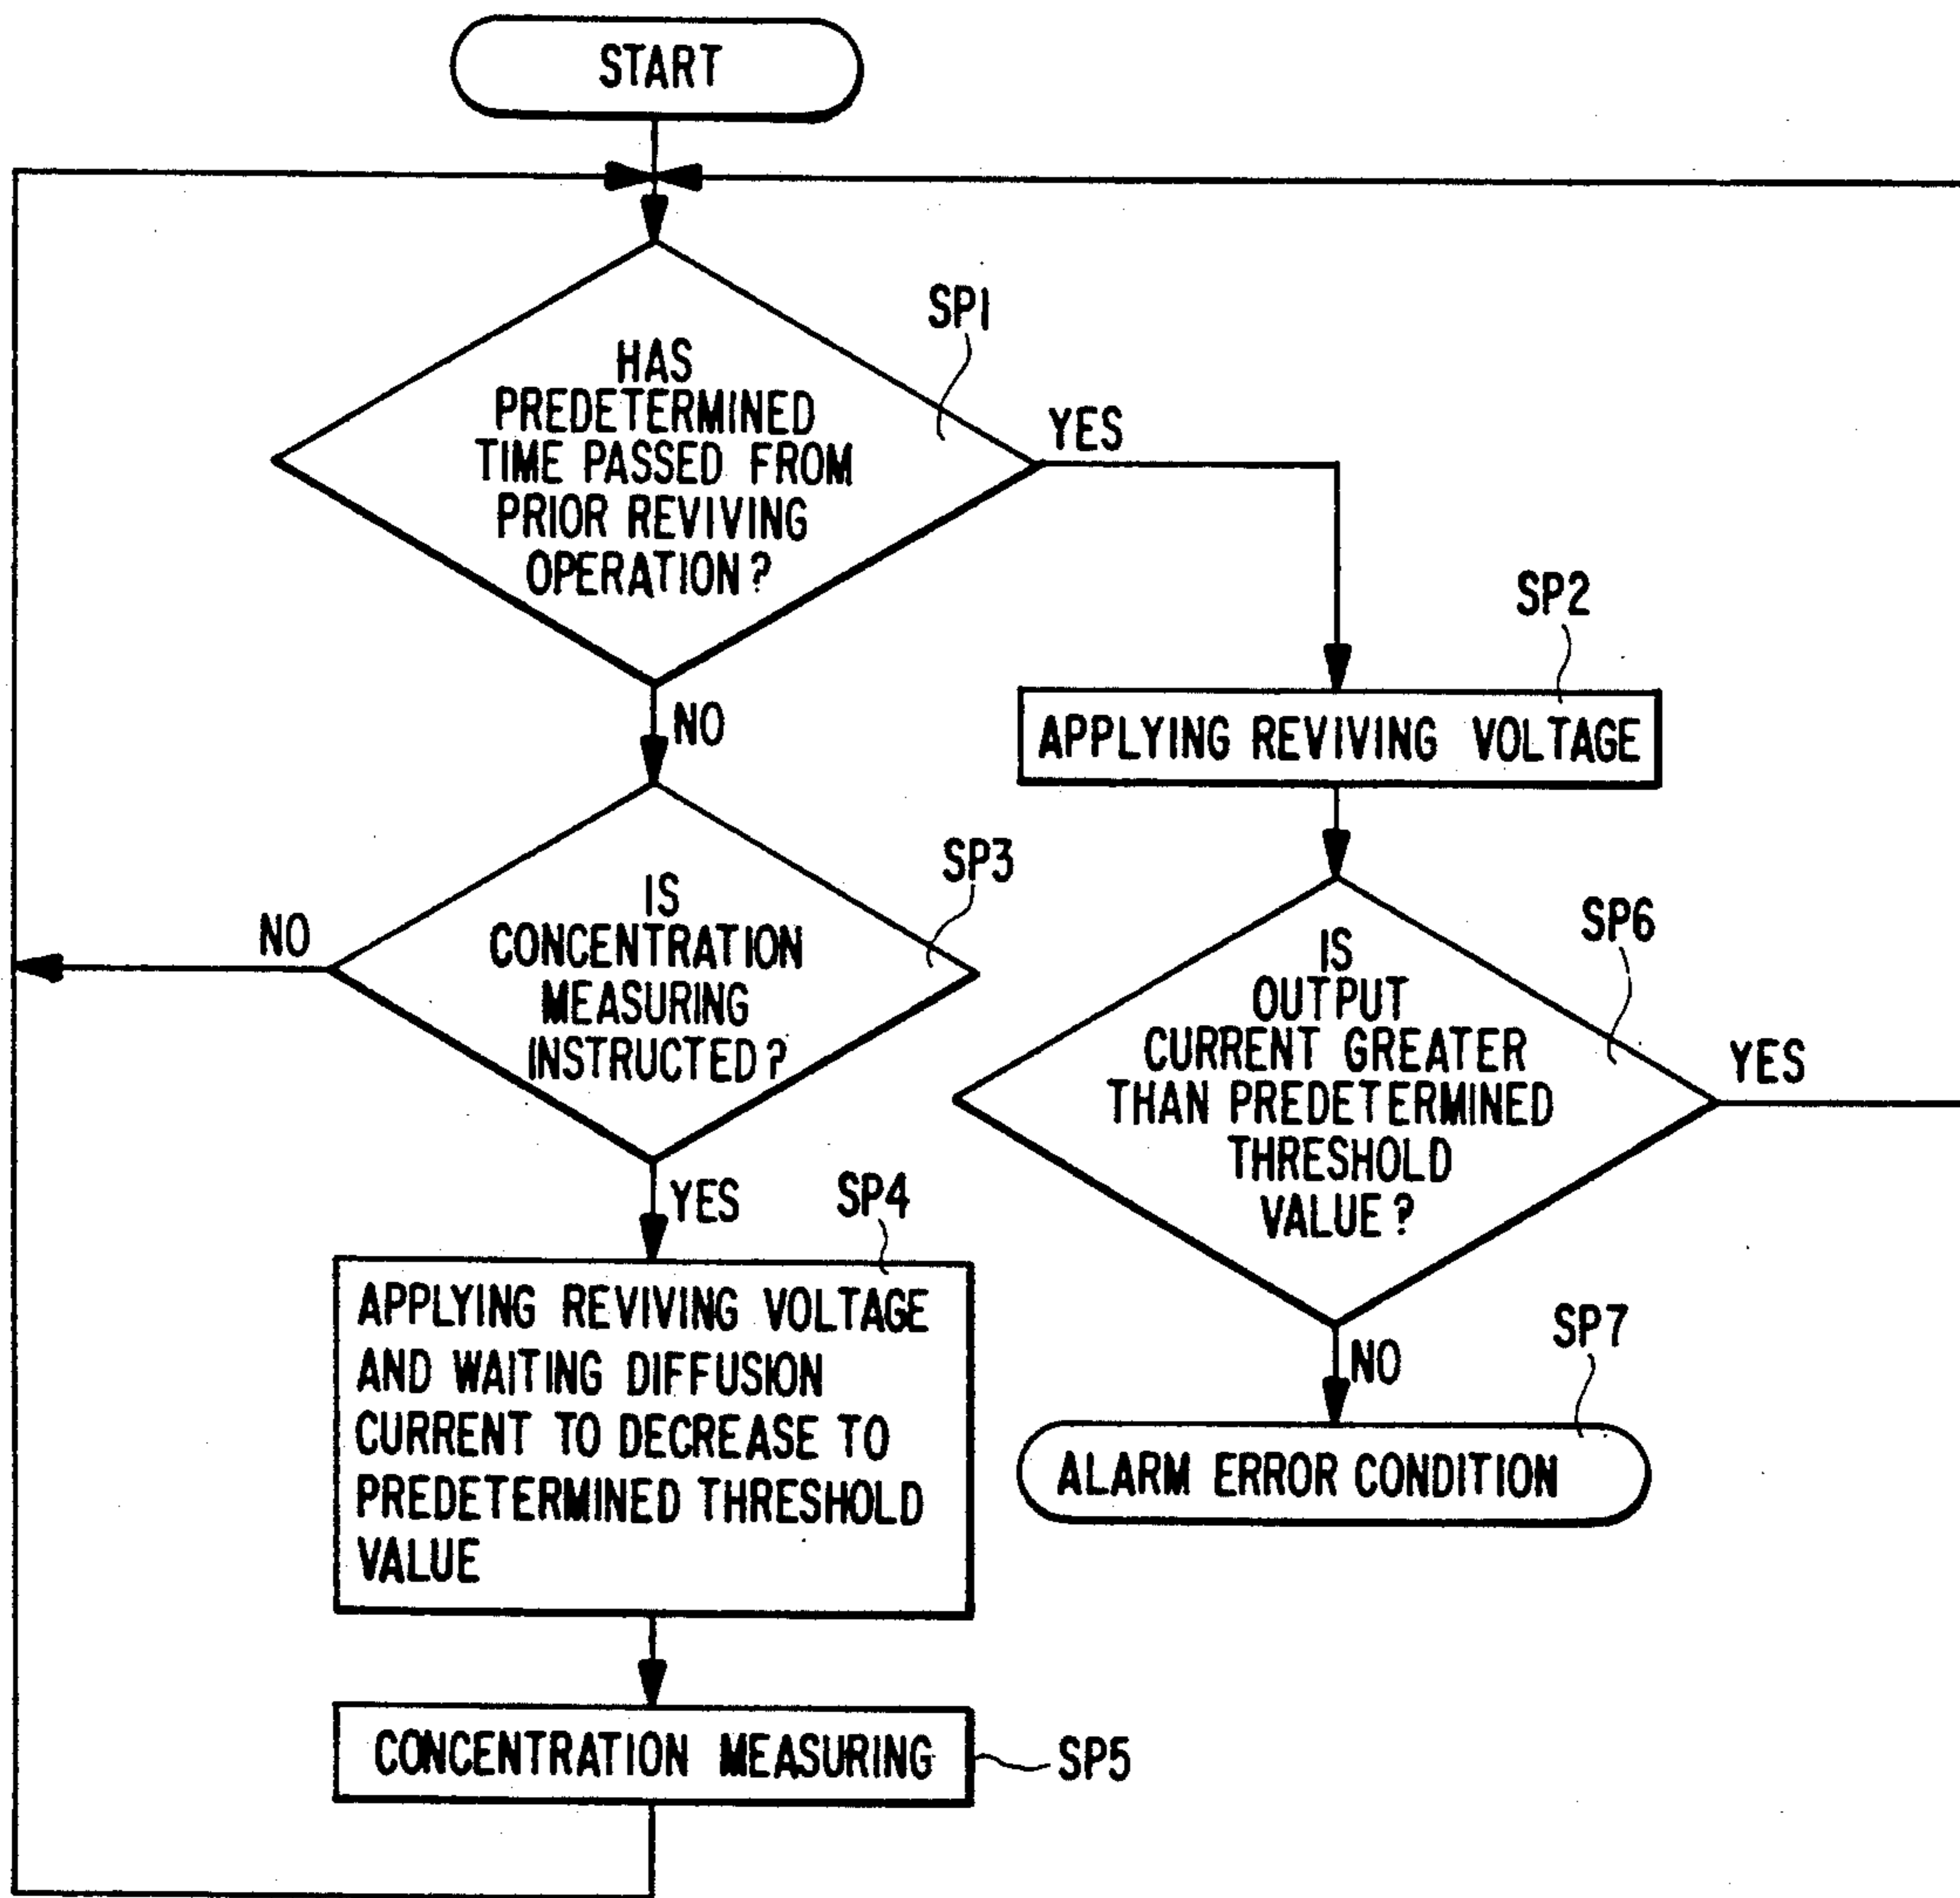 START
SP1
HAS
PREDETERMINED
TIME PASSED FROM
PRIOR REVIVING
OPERATION?
YES
NO
SP2
APPLYING REVIVING VOLTAGE
SP3
IS
CONCENTRATION
MEASURING
INSTRUCTED?
NO
YES
SP6
IS
OUTPUT
CURRENT GREATER
THAN PREDETERMINED
THRESHOLD
VALUE?
YES
NO
SP4
APPLYING REVIVING VOLTAGE
AND WAITING DIFFUSION
CURRENT TO DECREASE TO
PREDETERMINED THRESHOLD
VALUE
SP7
ALARM ERROR CONDITION
CONCENTRATION MEASURING
SP5